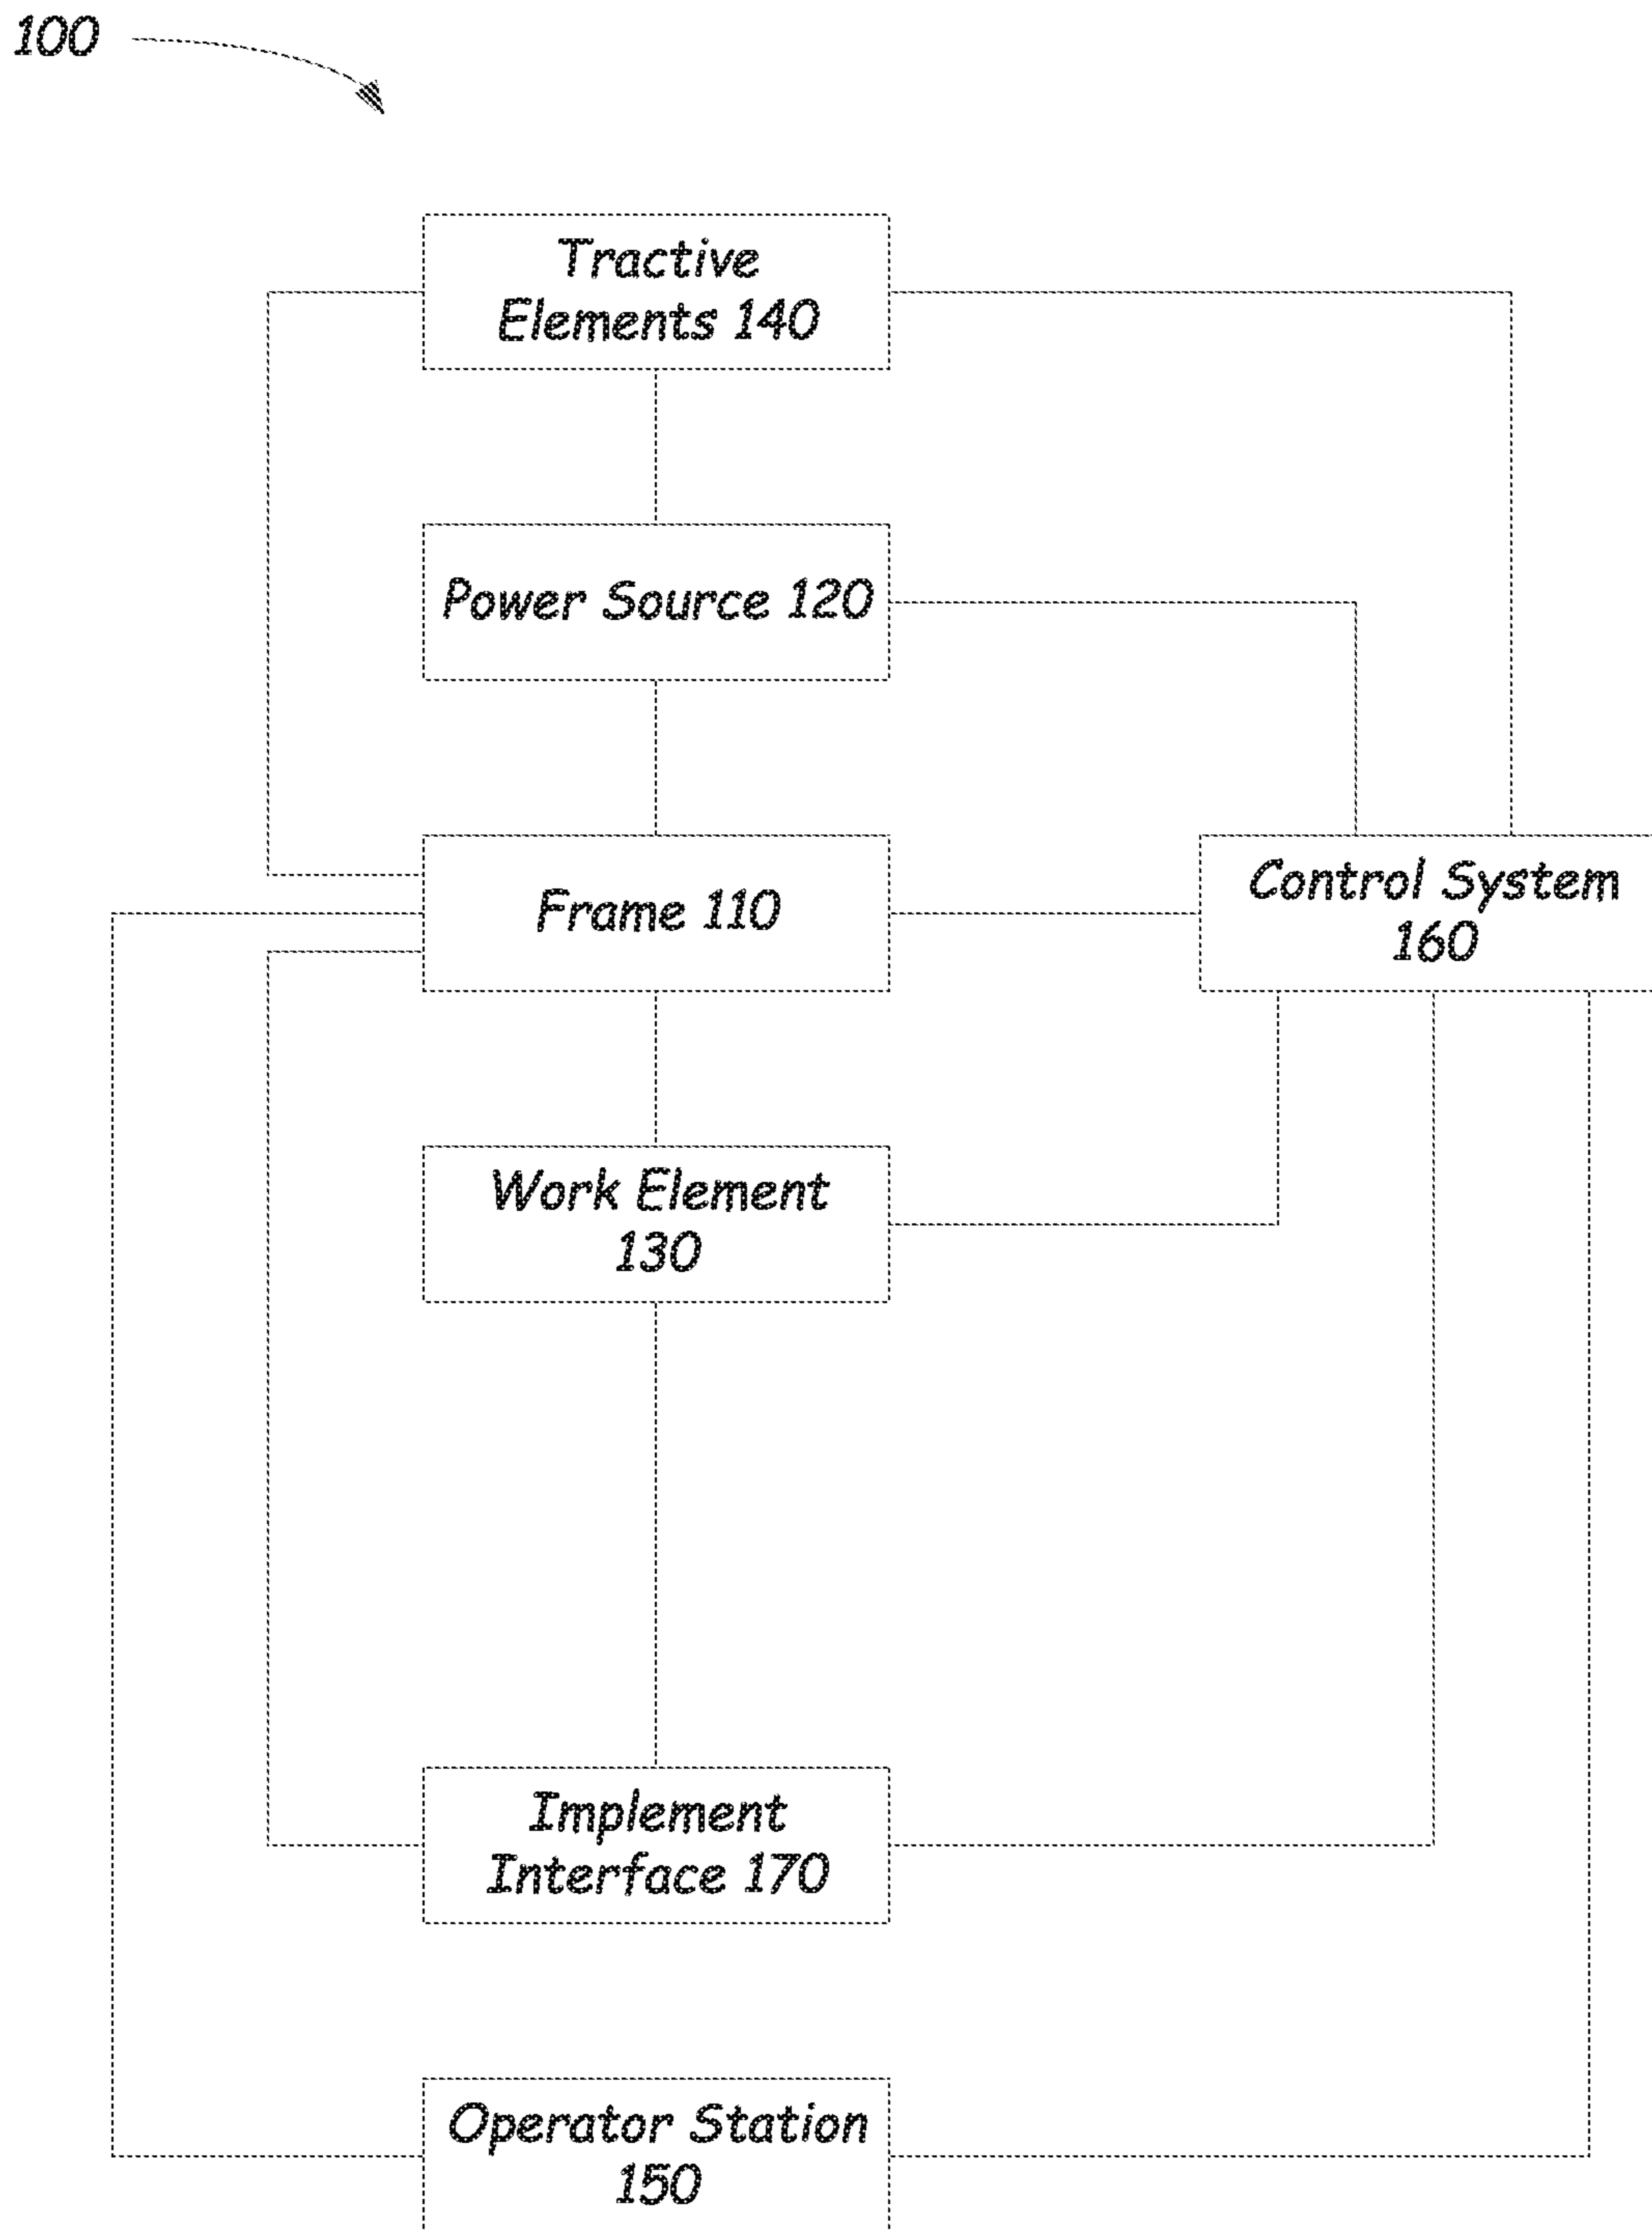 100
Tractive
Elements 140
Power Source 120
Frame 110
Control System
160
Work Element
130
Implement
Interface 170
Operator Station
150